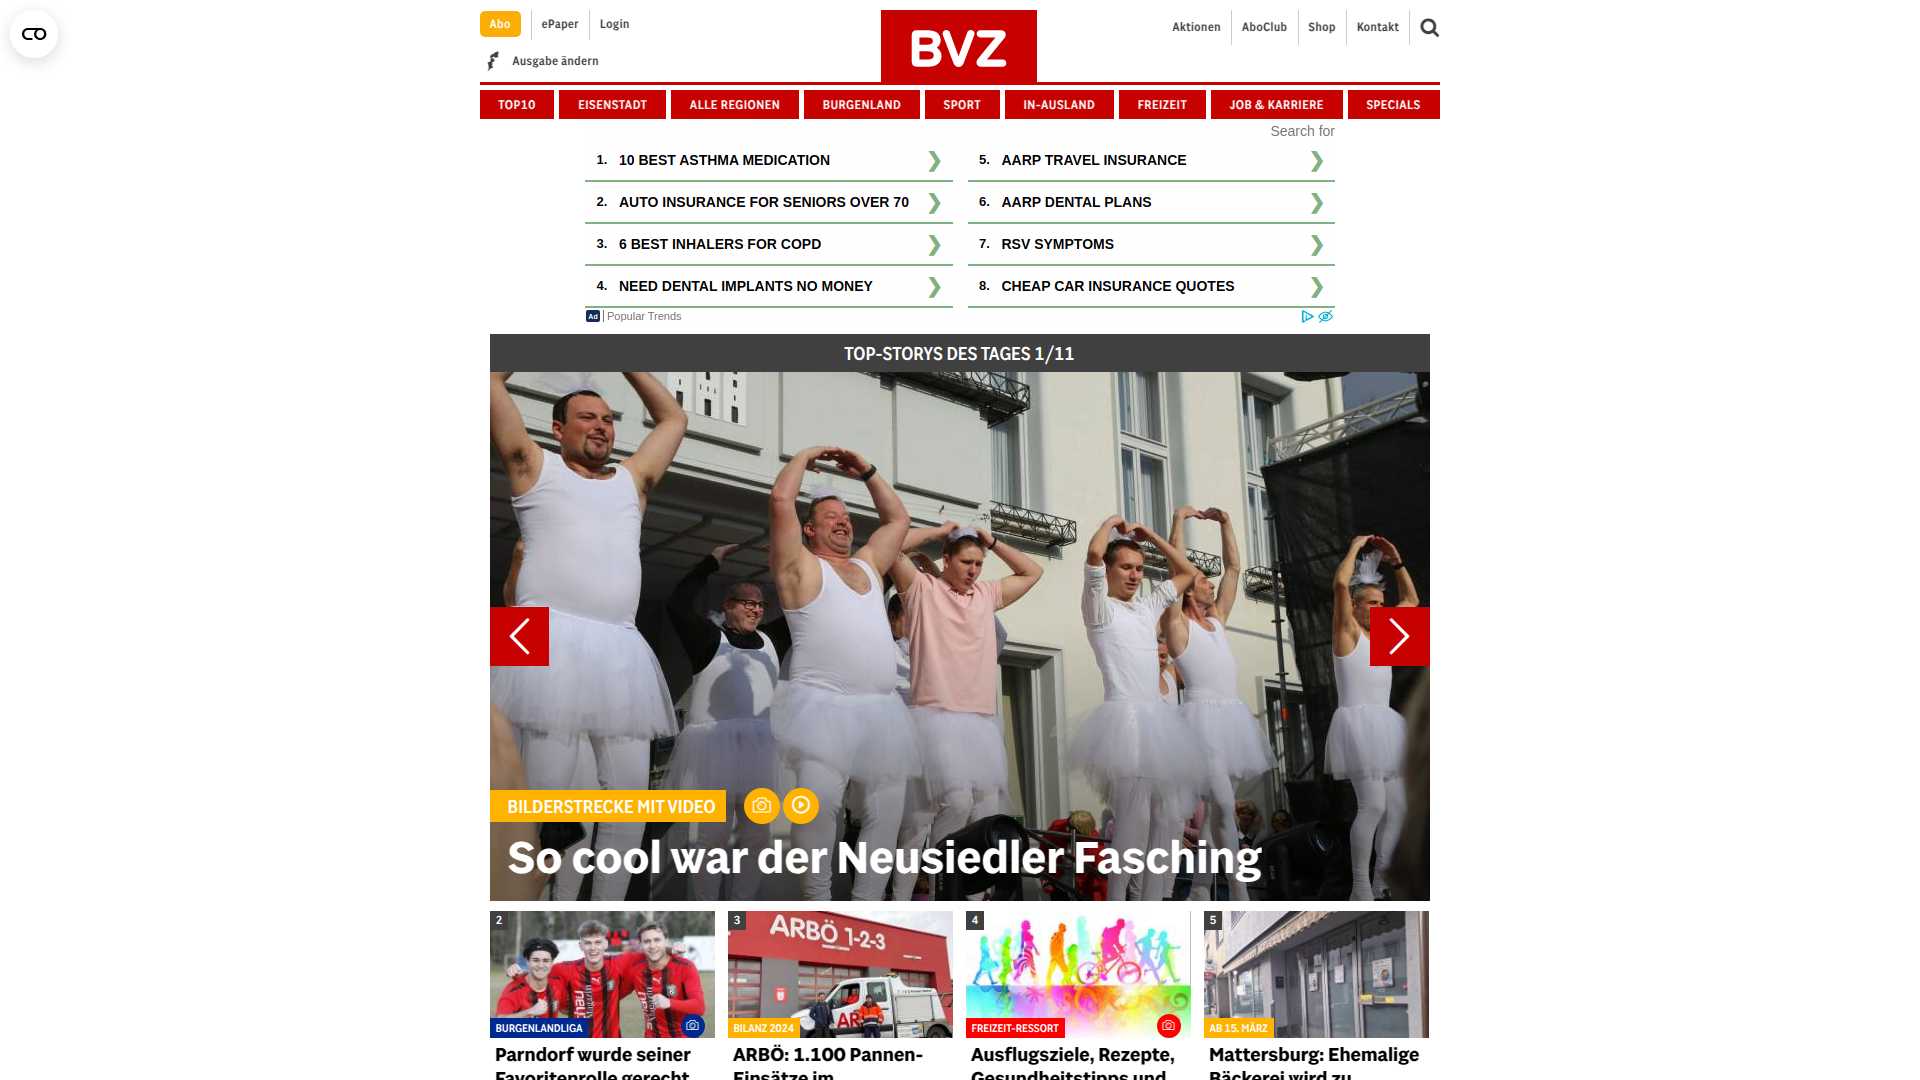 Abo
ePaper
Login
Ausgabe ändern
BVZ
Aktionen
AboClub
Shop
Kontakt
TOP10
EISENSTADT
ALLE REGIONEN
BURGENLAND
SPORT
IN-AUSLAND
FREIZEIT
JOB & KARRIERE
SPECIALS
Search for
1. 10 BEST ASTHMA MEDICATION
2. AUTO INSURANCE FOR SENIORS OVER 70
3. 6 BEST INHALERS FOR COPD
4. NEED DENTAL IMPLANTS NO MONEY
5. AARP TRAVEL INSURANCE
6. AARP DENTAL PLANS
7. RSV SYMPTOMS
8. CHEAP CAR INSURANCE QUOTES
Ad
Popular Trends
TOP-STORYS DES TAGES 1/11
BILDERSTRECKE MIT VIDEO
So cool war der Neusiedler Fasching
2
BURGENLANDLIGA
Parndorf wurde seiner
Favoritenrolle gerecht
3
ARBÖ 1-2-3
BILANZ 2024
ARBÖ: 1.100 Pannen-
Einsätze im
4
FREIZEIT-RESSORT
Ausflugsziele, Rezepte,
Gesundheitstipps und
5
AB 15. MÄRZ
Mattersburg: Ehemalige
Bäckerei wird zu